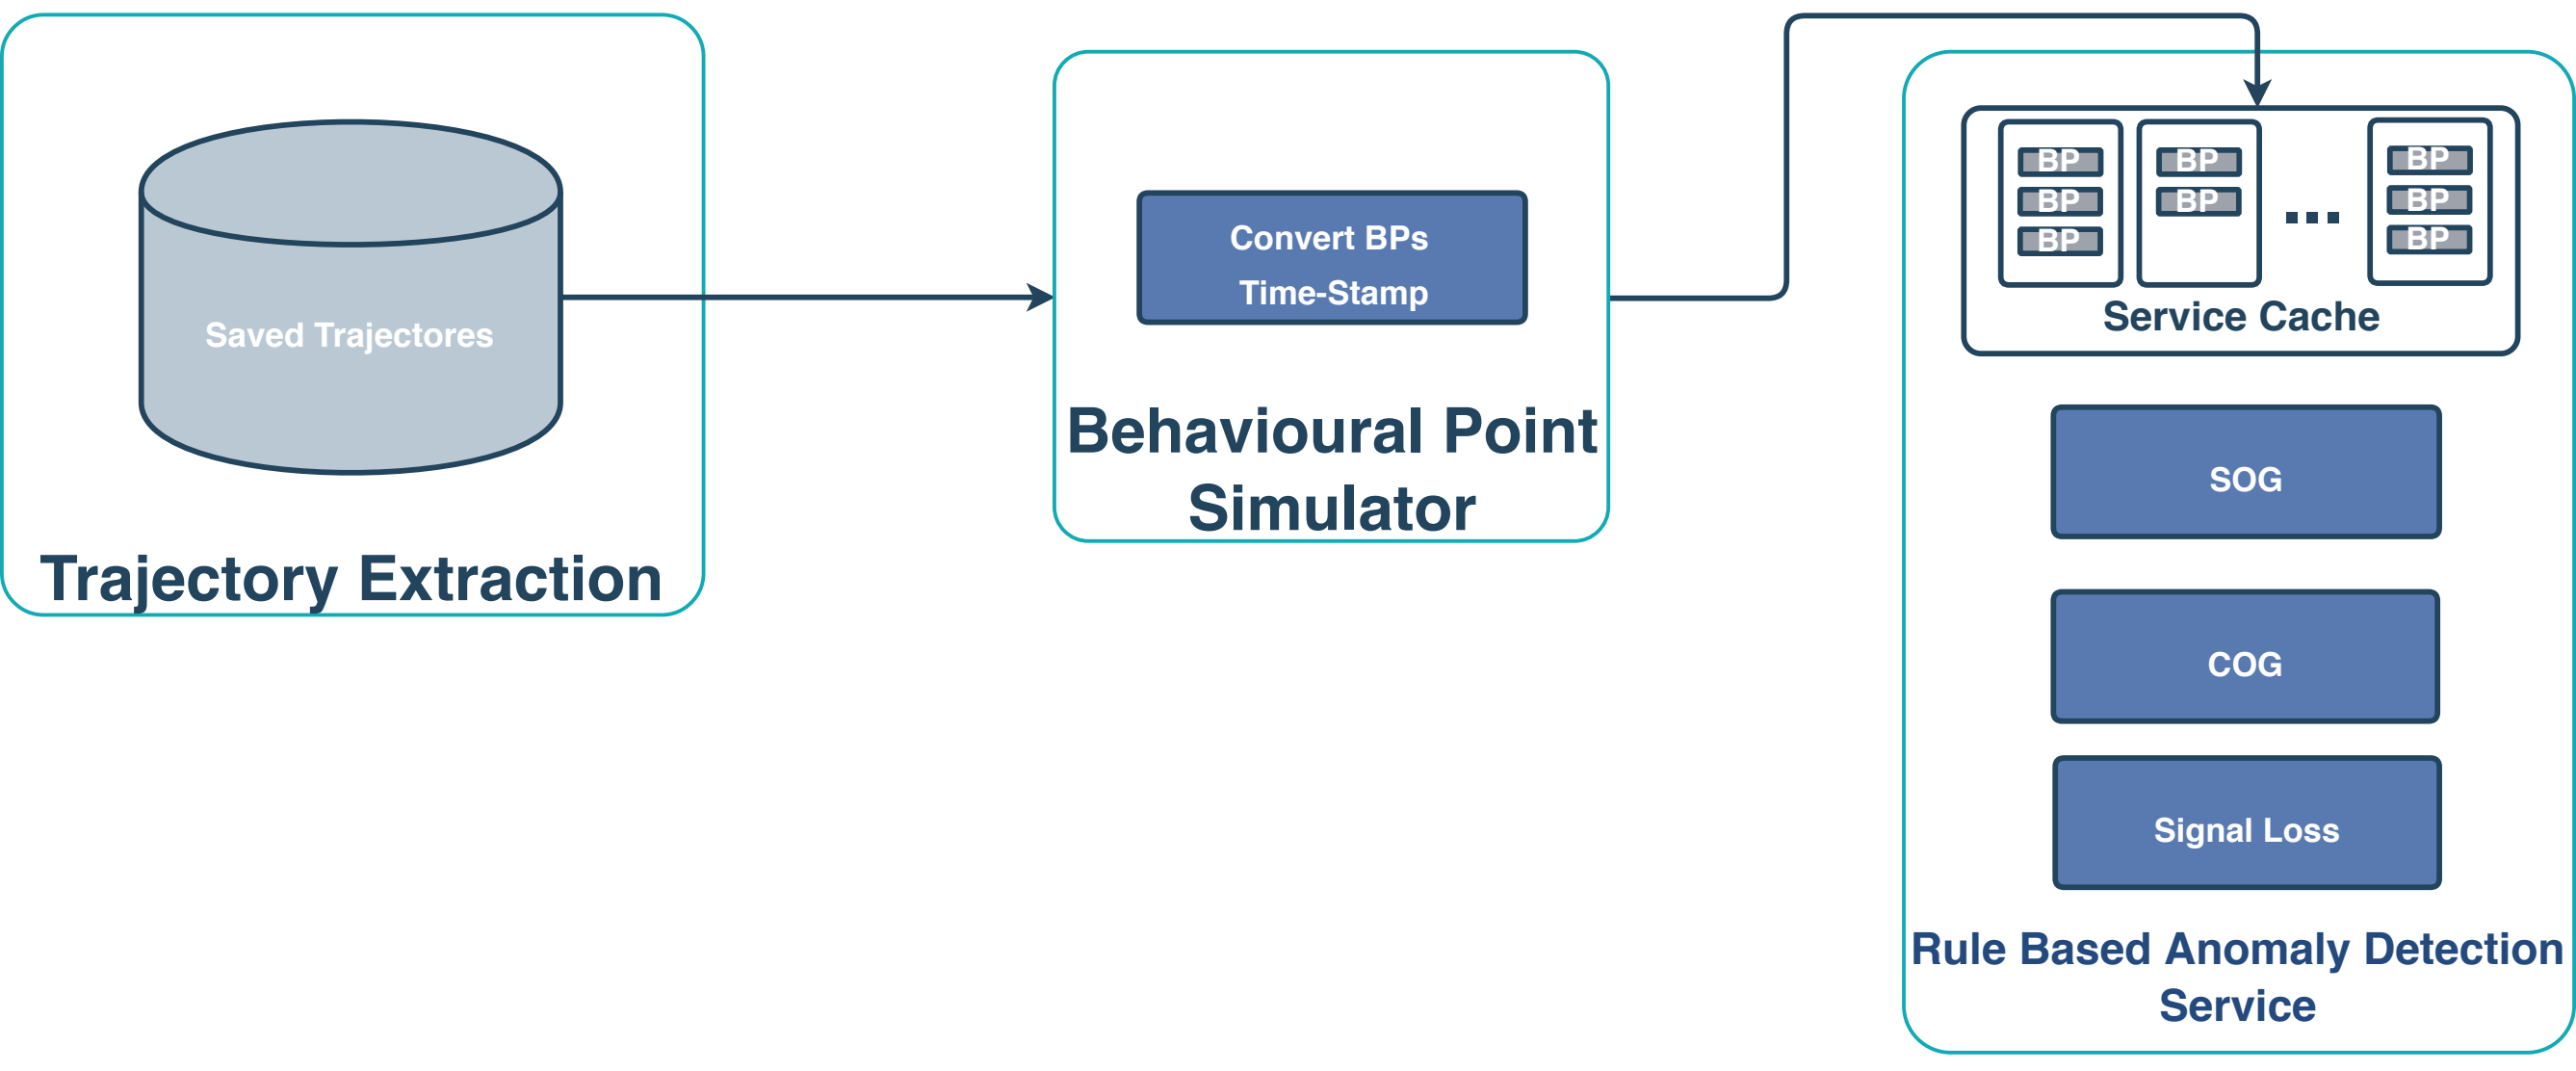 Saved Trajectores
Trajectory Extraction
Convert BPs
Time-Stamp
Behavioural Point
Simulator
BP
BP
BP
BP
BP
BP
BP
BP
Service Cache
SOG
COG
Signal Loss
Rule Based Anomaly Detection
Service